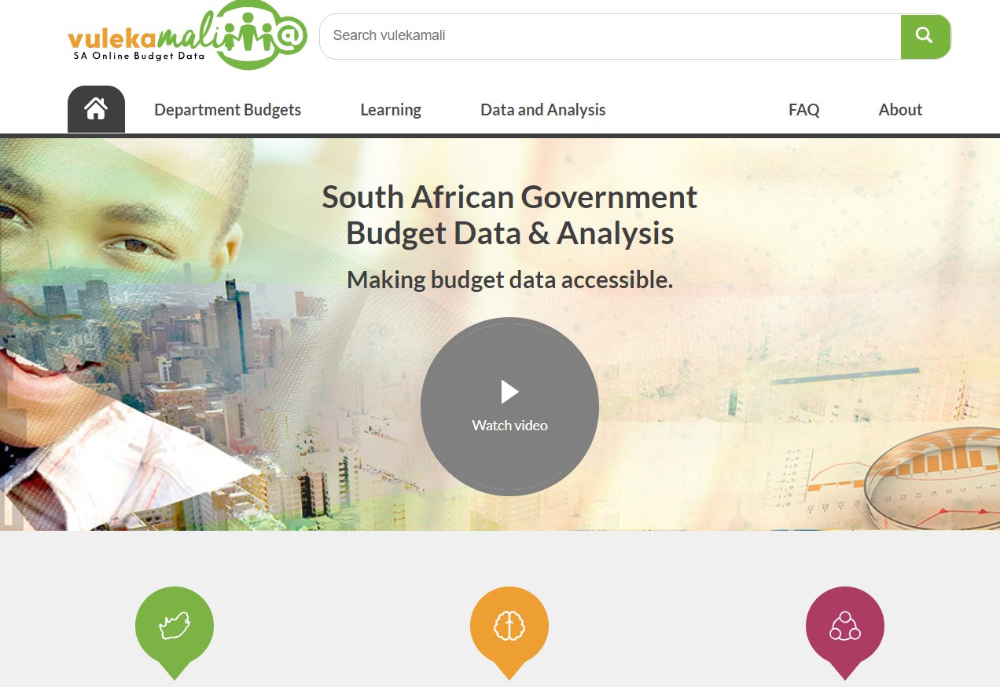 vulekamali
SA Online Budget Data
@
Search vulekamali
Department Budgets
Learning
Data and Analysis
FAQ
About
South African Government
Budget Data & Analysis
Making budget data accessible.
Watch video